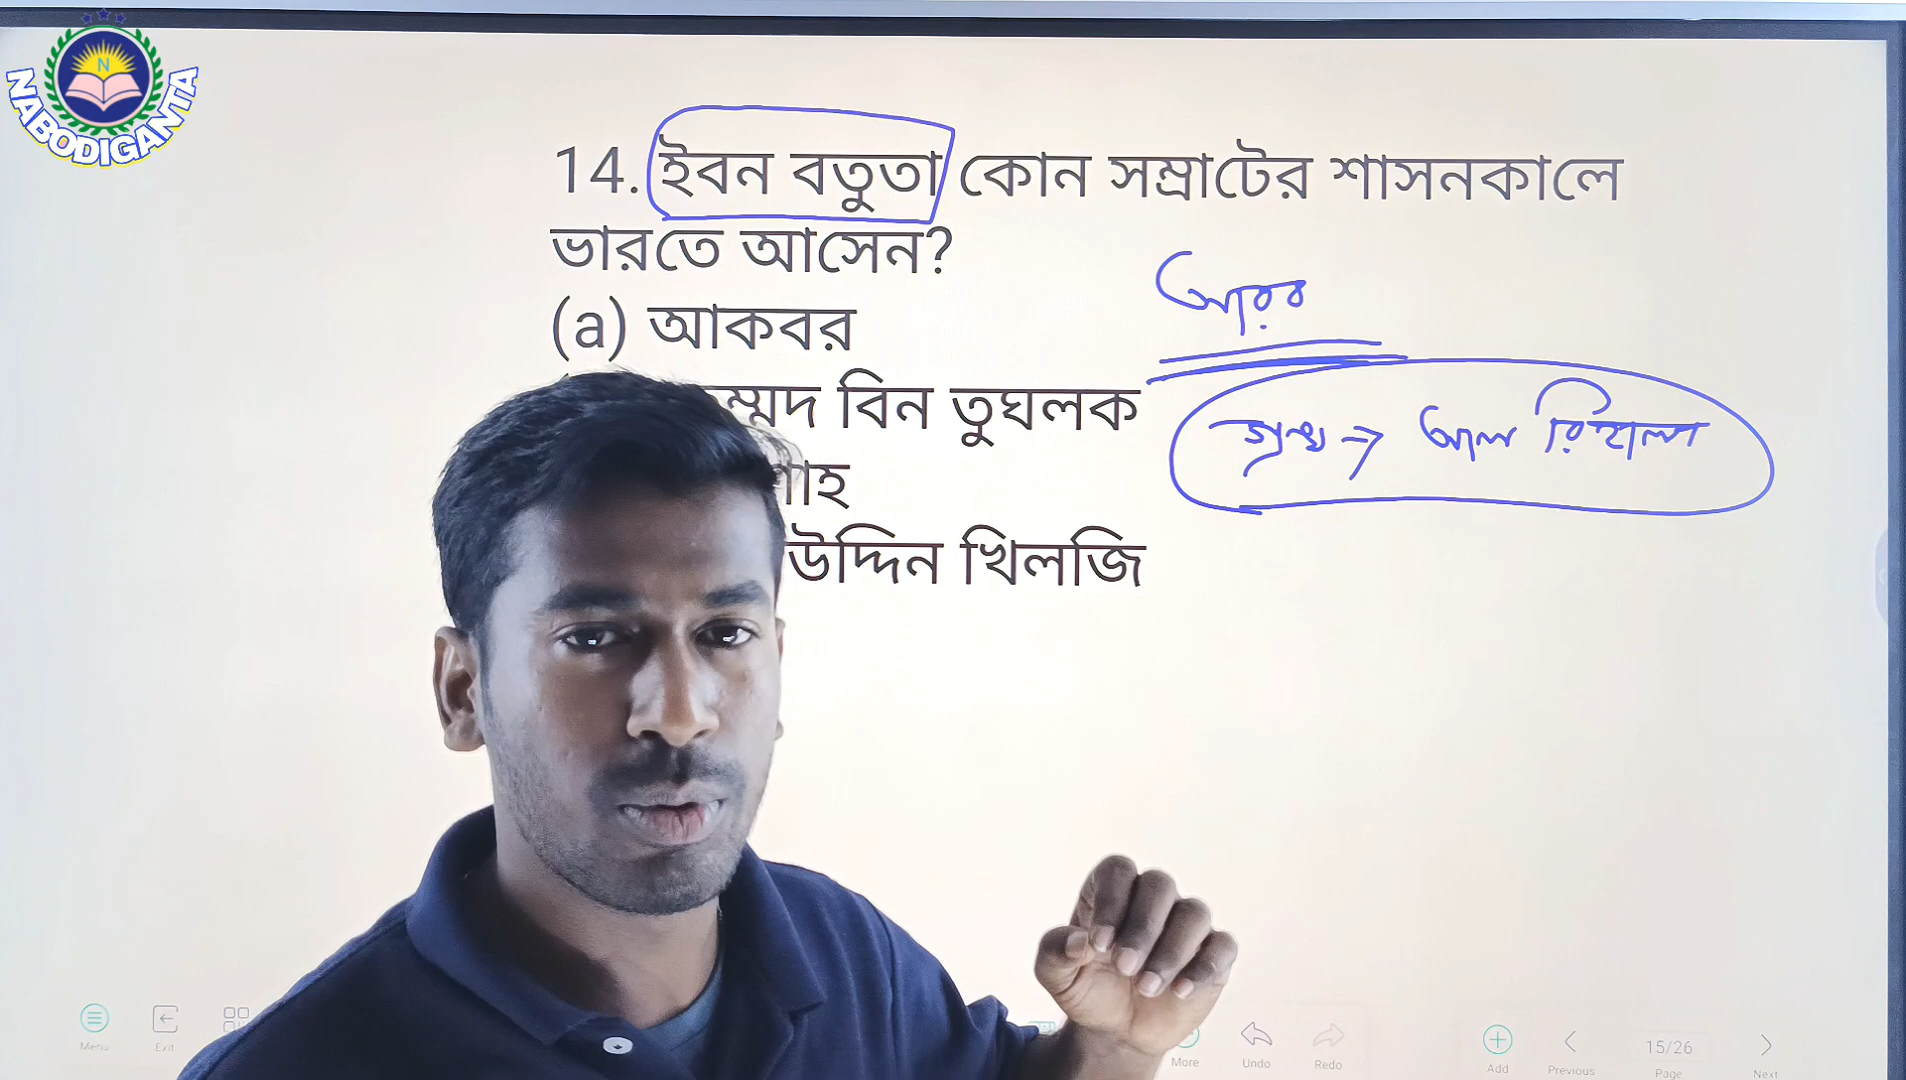 NABODIGANTA
14. ইবন বতুতা কোন সম্রাটের শাসনকালে
ভারতে আসেন?
আরব
(a) আকবর
ম্মদ বিন তুঘলক
গ্রন্থ → আল রিহালা
শাহ
উদ্দিন খিলজি
Menu
Exit
More
Undo
Redo
Add
Previous
15/26
Page
Next